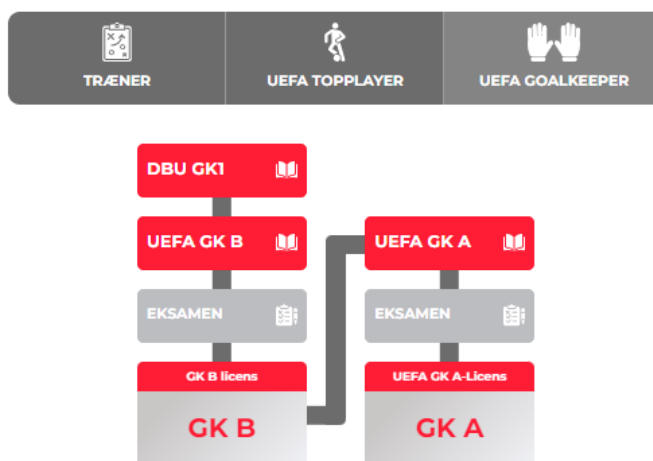 TRÆNER
UEFA TOPPLAYER
UEFA GOALKEEPER
DBU GK1
UEFA GK B
EKSAMEN
GK B licens
GK B
UEFA GK A
EKSAMEN
UEFA GK A-Licens
GK A